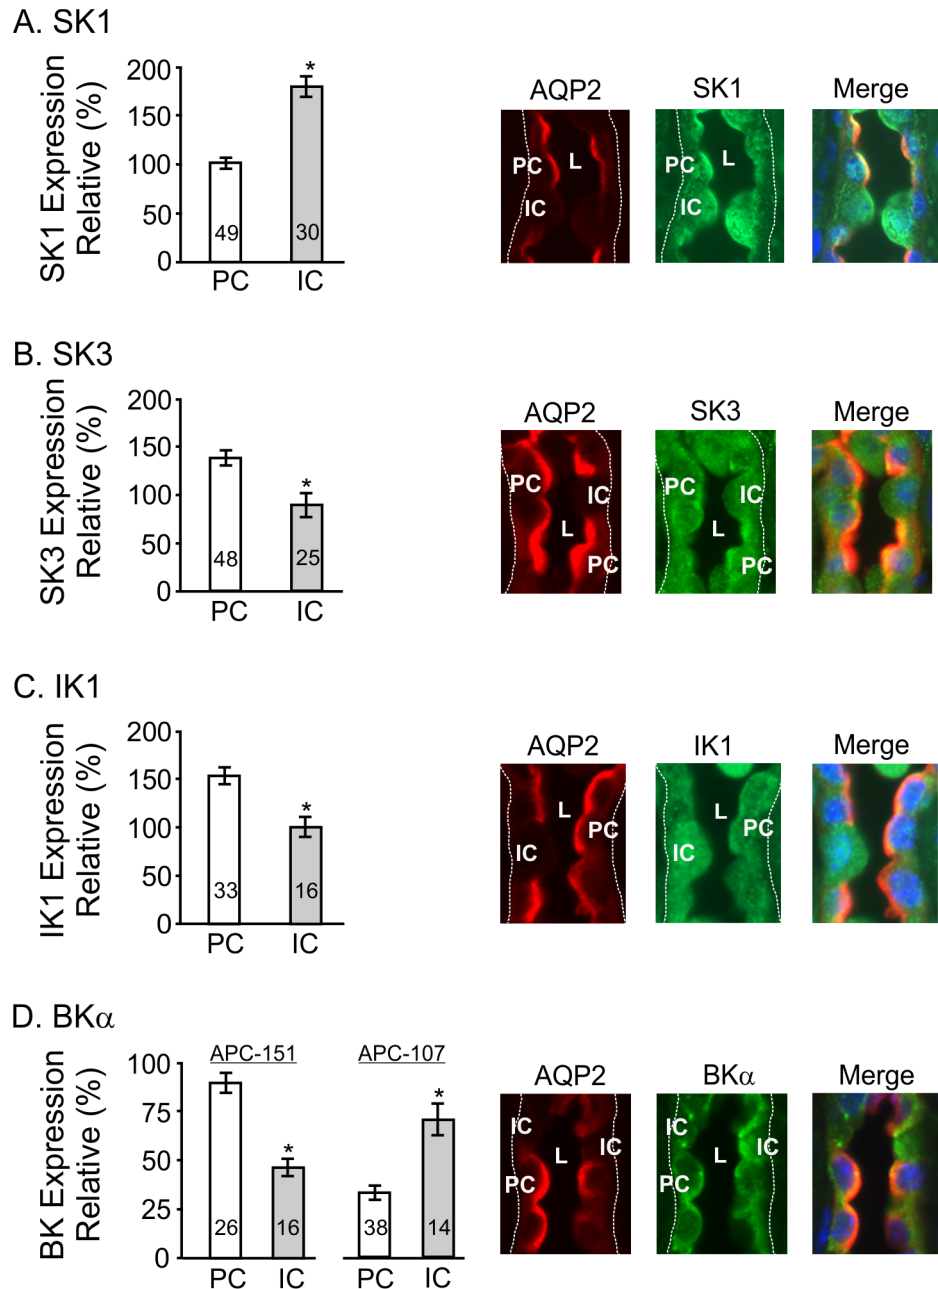 A. SK1
SK1 Expression
Relative (%)
200
150
100
50
0
*
49
30
PC
IC
AQP2
SK1
Merge
PC
L
IC
PC
L
IC
B. SK3
SK3 Expression
Relative (%)
200
150
100
50
0
*
48
25
PC
IC
AQP2
SK3
Merge
PC
IC
L
PC
PC
IC
L
PC
C. IK1
IK1 Expression
Relative (%)
200
150
100
50
0
*
33
16
PC
IC
AQP2
IK1
Merge
L
PC
IC
L
PC
IC
D. BKα
BK Expression
Relative (%)
100
75
50
25
0
APC-151
APC-107
*
*
26
16
38
14
PC
IC
PC
IC
AQP2
BKα
Merge
IC
IC
L
PC
IC
IC
L
PC